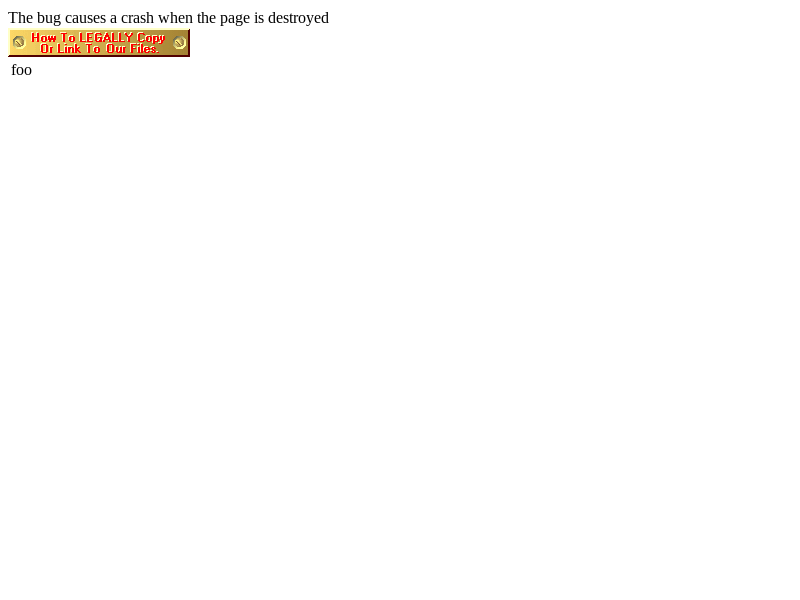 The bug causes a crash when the page is destroyed
How To LEGALLY Copy
Or Link To Our Files.
foo